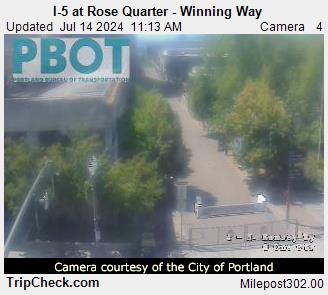 I-5 at Rose Quarter - Winning Way
Updated Jul 14 2024 11:13 AM Camera 4
PBOT
PORTLAND BUREAU OF TRANSPORTATION
Camera courtesy of the City of Portland
TripCheck.com Milepost302.00